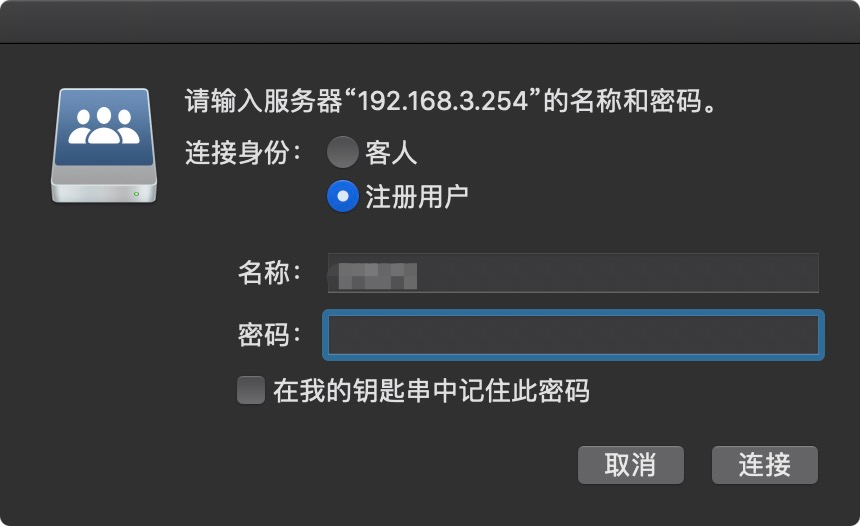 请输入服务器“192.168.3.254”的名称和密码。
连接身份：
客人
注册用户
名称：
密码：
在我的钥匙串中记住此密码
取消
连接